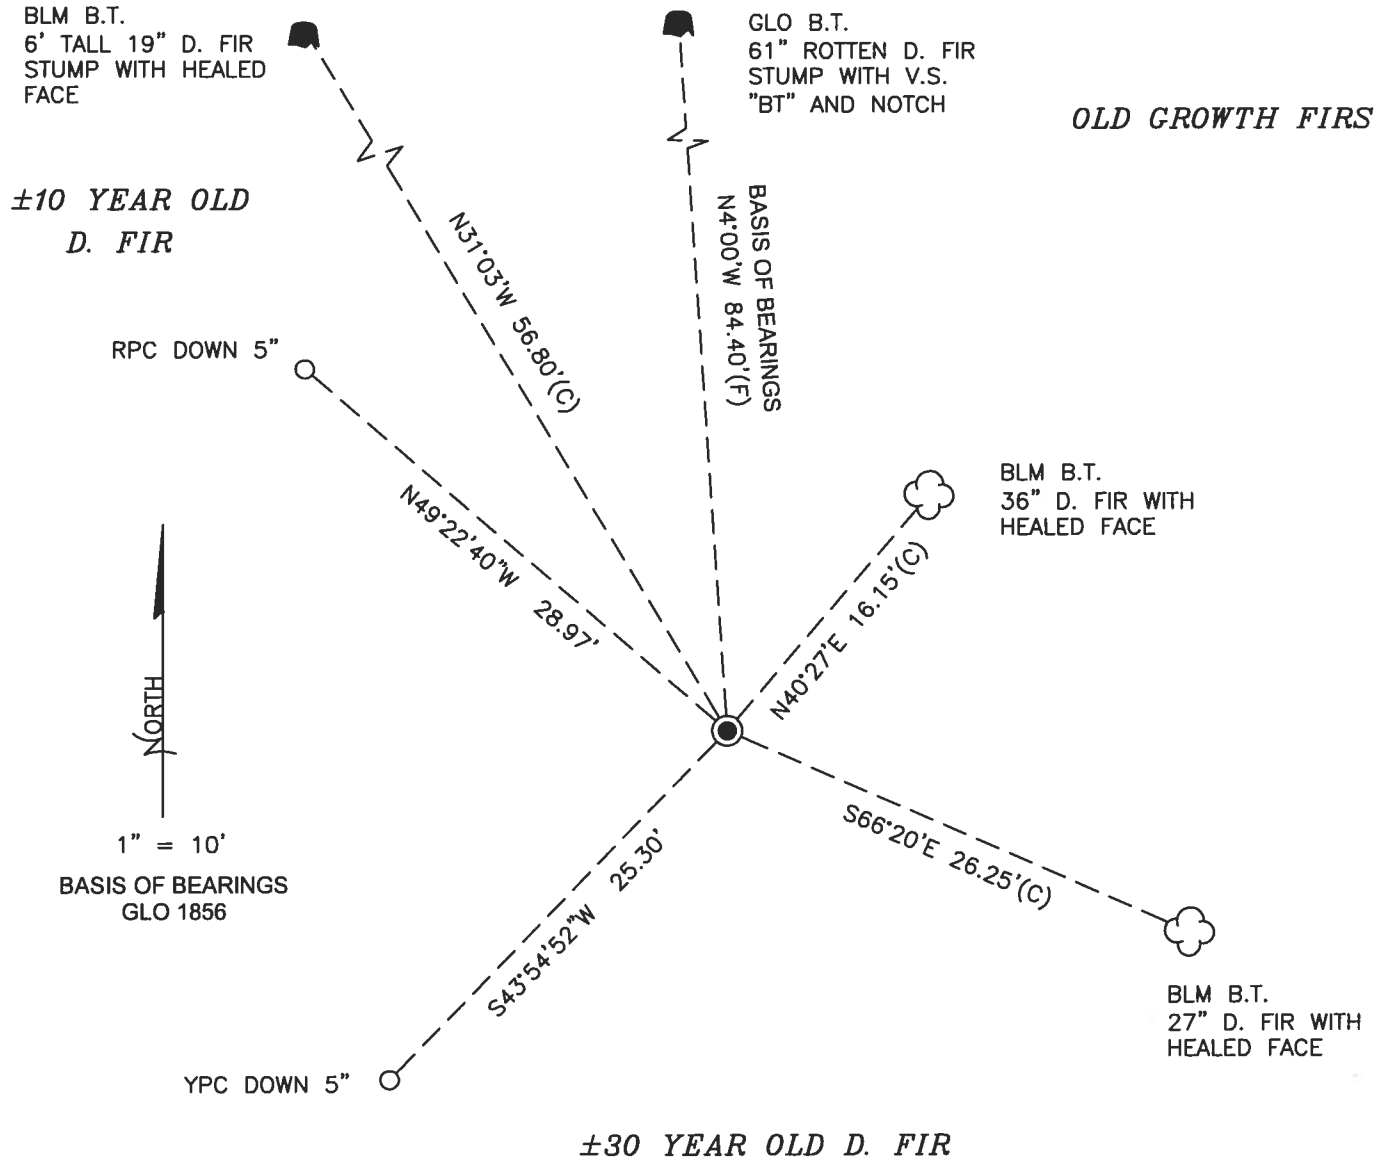 BLM B.T.
6' TALL 19" D. FIR
STUMP WITH HEALED
FACE
GLO B.T.
61" ROTTEN D. FIR
STUMP WITH V.S.
"BT" AND NOTCH
OLD GROWTH FIRS
±10 YEAR OLD
D. FIR
N31°03'W 56.80'(C)
BASIS OF BEARINGS
N4°00'W 84.40'(F)
RPC DOWN 5"
N49°22'40"W 28.97'
BLM B.T.
36" D. FIR WITH
HEALED FACE
N40°27'E 16.15'(C)
NORTH
1" = 10'
BASIS OF BEARINGS
GLO 1856
S66°20'E 26.25'(C)
S43°54'52"W 25.30'
BLM B.T.
27" D. FIR WITH
HEALED FACE
YPC DOWN 5"
±30 YEAR OLD D. FIR